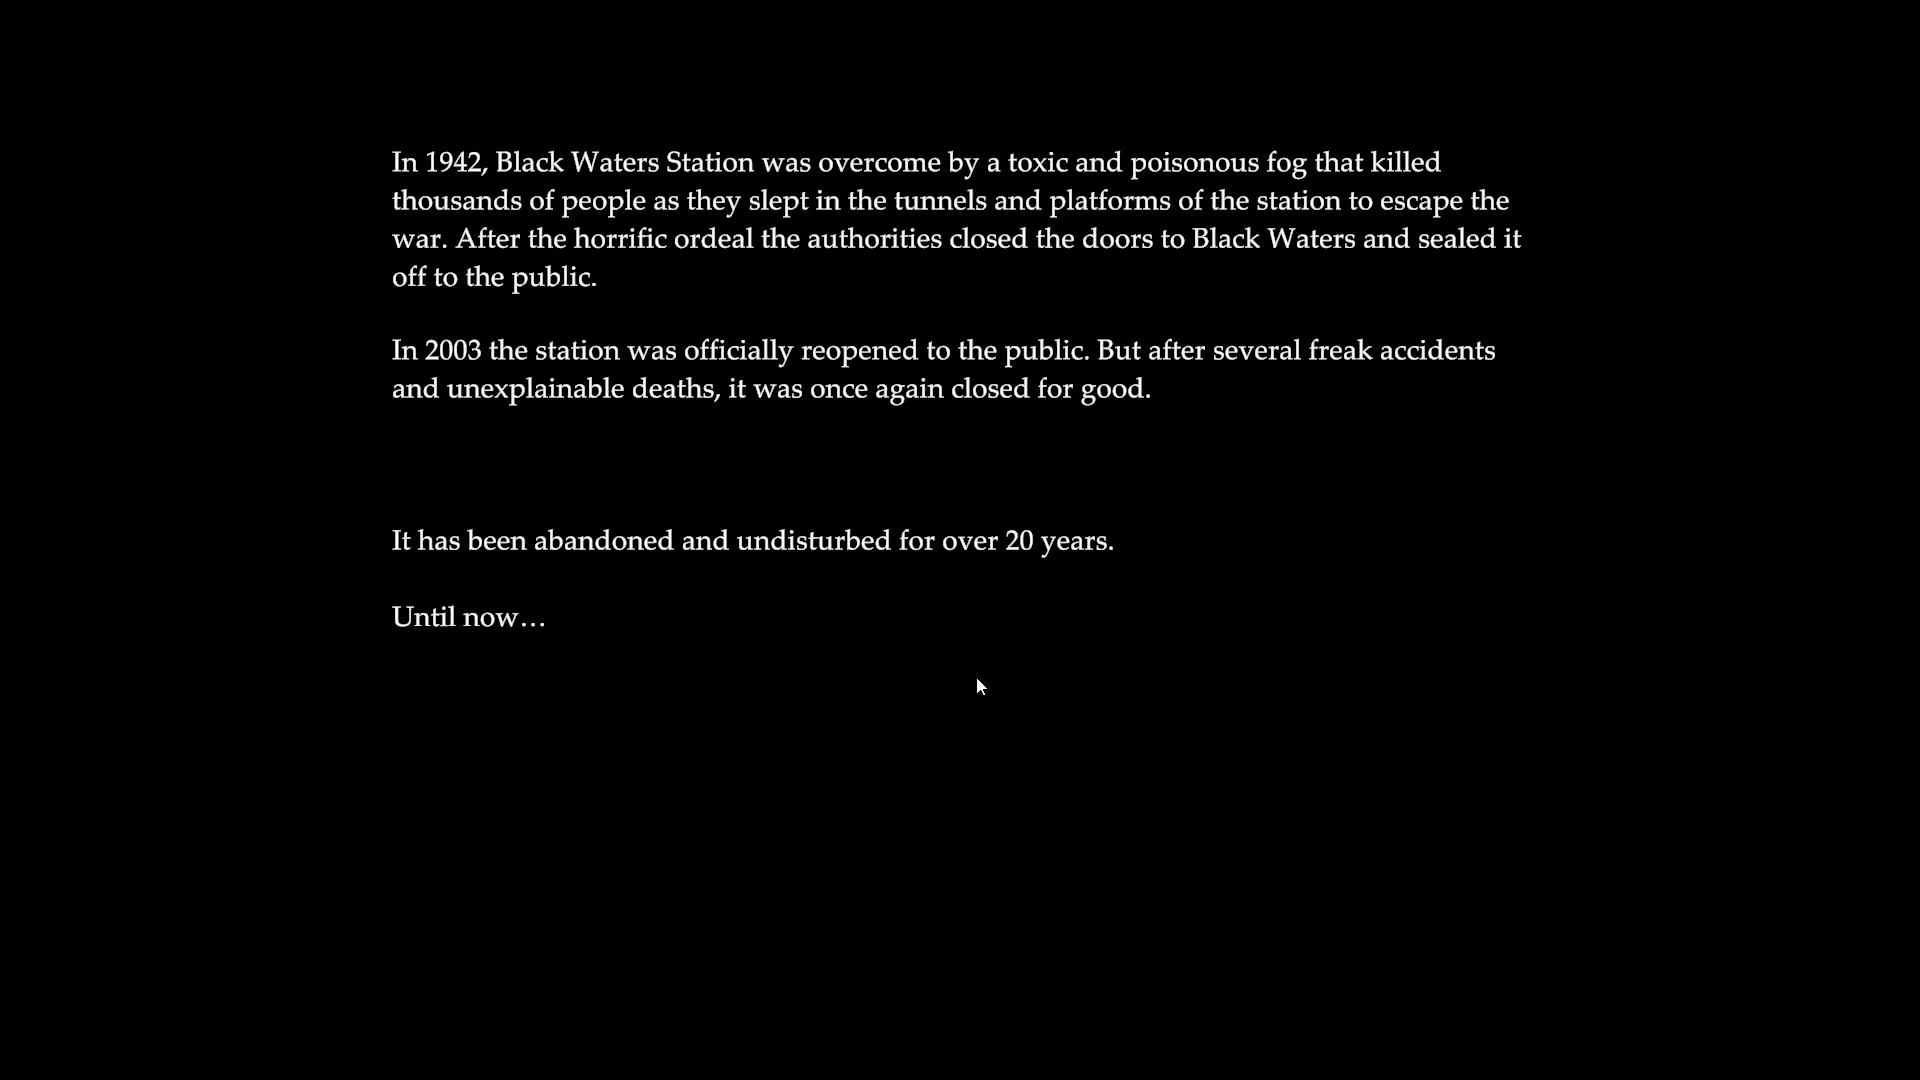 In 1942, Black Waters Station was overcome by a toxic and poisonous fog that killed
thousands of people as they slept in the tunnels and platforms of the station to escape the
war. After the horrific ordeal the authorities closed the doors to Black Waters and sealed it
off to the public.
In 2003 the station was officially reopened to the public. But after several freak accidents
and unexplainable deaths, it was once again closed for good.
It has been abandoned and undisturbed for over 20 years.
Until now…